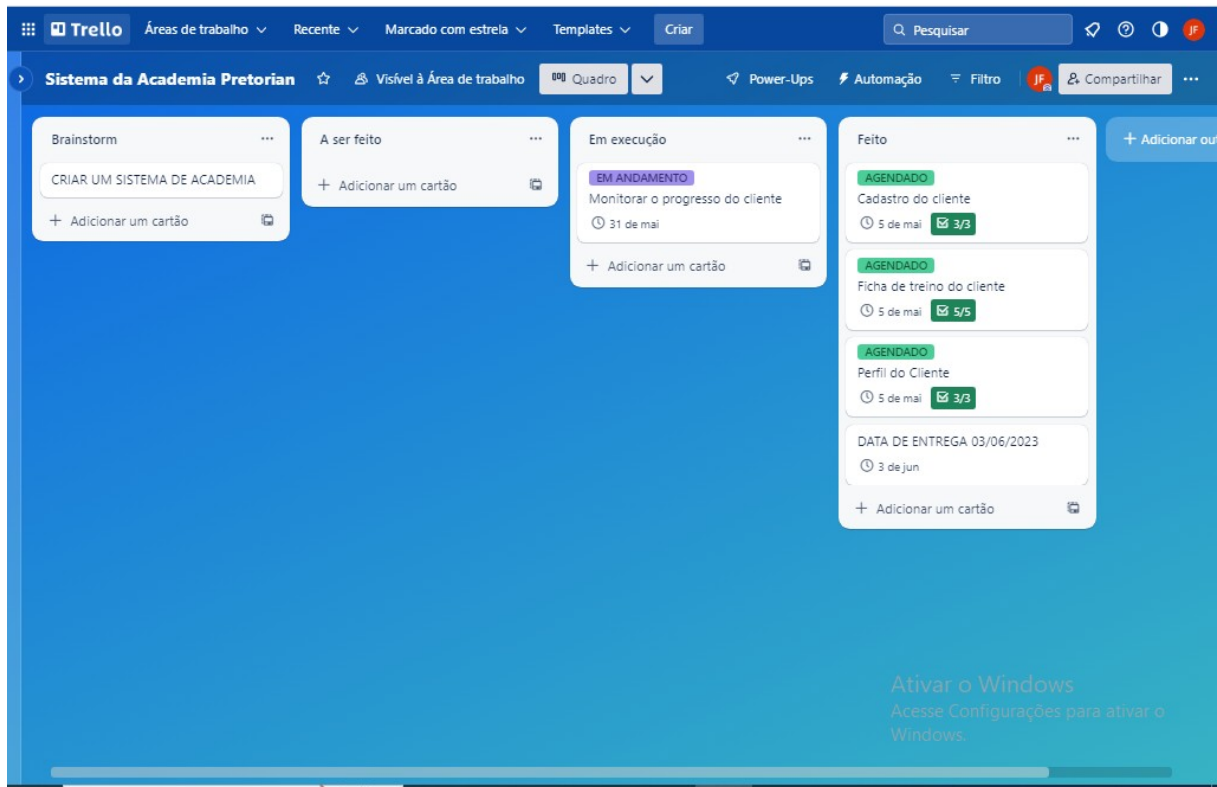 Trello Áreas de trabalho Recente Marcado com estrela Templates Criar Pesquisar JF
Sistema da Academia Pretorian Visível à Área de trabalho Quadro Power-Ups Automação Filtro JF Compartilhar
Brainstorm
CRIAR UM SISTEMA DE ACADEMIA
+ Adicionar um cartão
A ser feito
+ Adicionar um cartão
Em execução
EM ANDAMENTO
Monitorar o progresso do cliente
31 de mai
+ Adicionar um cartão
Feito
AGENDADO
Cadastro do cliente
5 de mai 3/3
AGENDADO
Ficha de treino do cliente
5 de mai 5/5
AGENDADO
Perfil do Cliente
5 de mai 3/3
DATA DE ENTREGA 03/06/2023
3 de jun
+ Adicionar um cartão
+ Adicionar ou
Ativar o Windows
Acesse Configurações para ativar o
Windows.